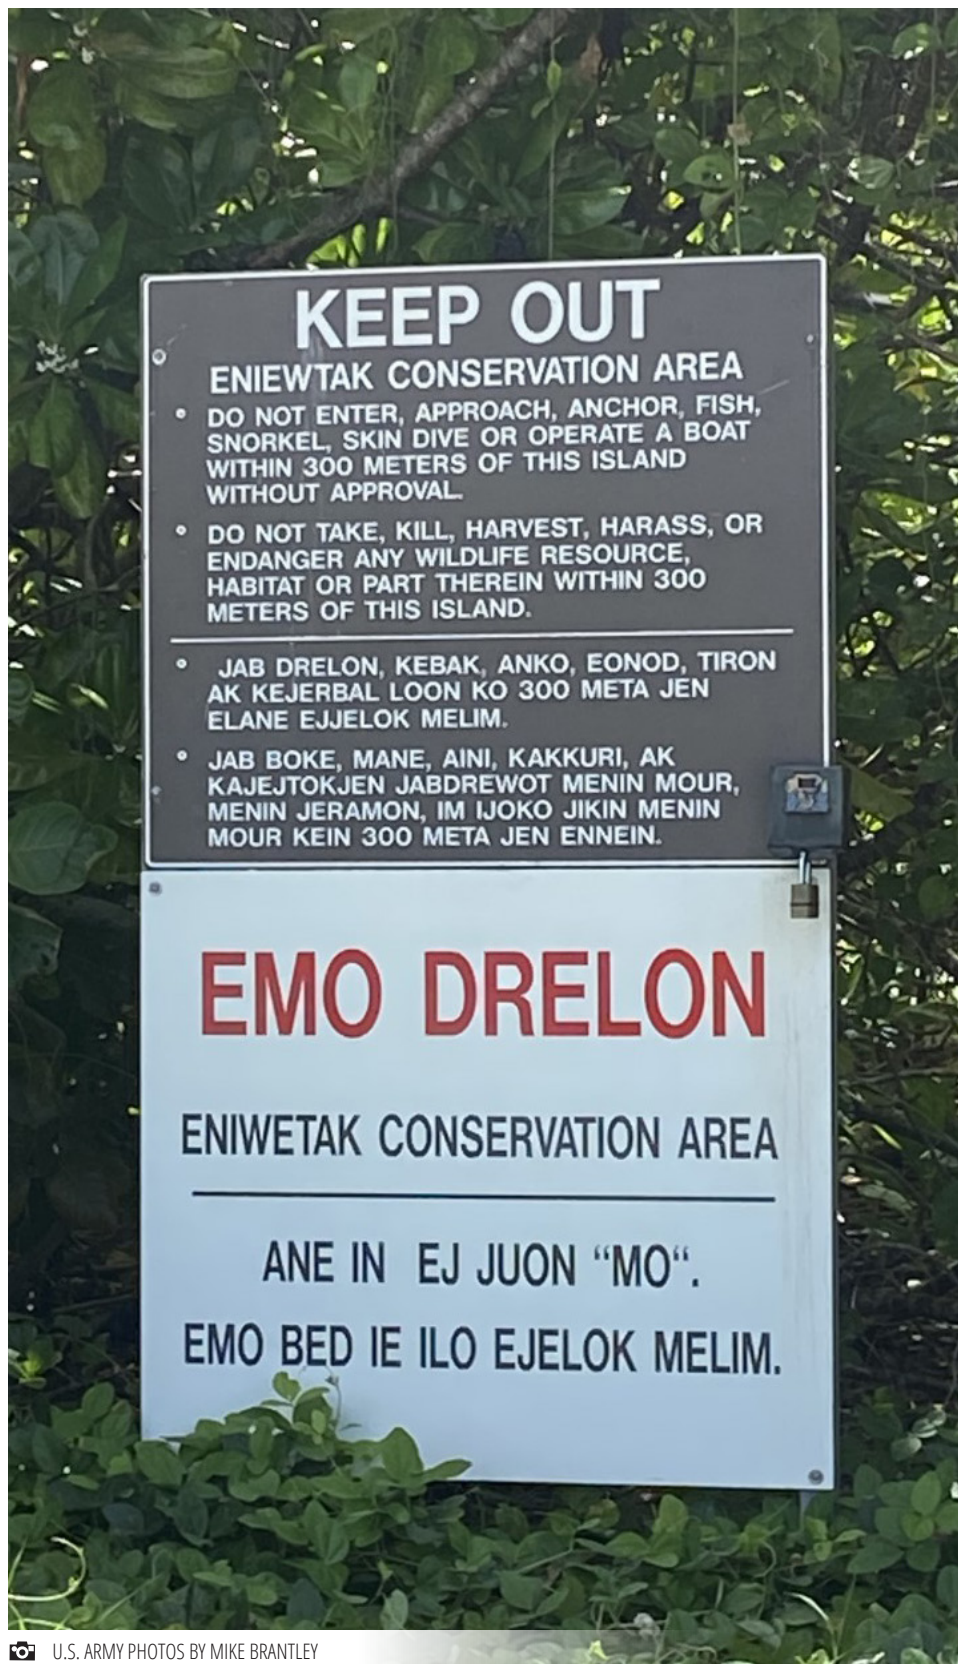 KEEP OUT
ENIEWTAK CONSERVATION AREA
• DO NOT ENTER, APPROACH, ANCHOR, FISH,
SNORKEL, SKIN DIVE OR OPERATE A BOAT
WITHIN 300 METERS OF THIS ISLAND
WITHOUT APPROVAL.
• DO NOT TAKE, KILL, HARVEST, HARASS, OR
ENDANGER ANY WILDLIFE RESOURCE,
HABITAT OR PART THEREIN WITHIN 300
METERS OF THIS ISLAND.
• JAB DRELON, KEBAK, ANKO, EONOD, TIRON
AK KEJERBAL LOON KO 300 META JEN
ELANE EJJELOK MELIM.
• JAB BOKE, MANE, AINI, KAKKURI, AK
KAJEJTOKJEN JABDREWOT MENIN MOUR,
MENIN JERAMON, IM IJOKO JIKIN MENIN
MOUR KEIN 300 META JEN ENNEIN.
EMO DRELON
ENIWETAK CONSERVATION AREA
ANE IN EJ JUON “MO“.
EMO BED IE ILO EJELOK MELIM.
U.S. ARMY PHOTOS BY MIKE BRANTLEY